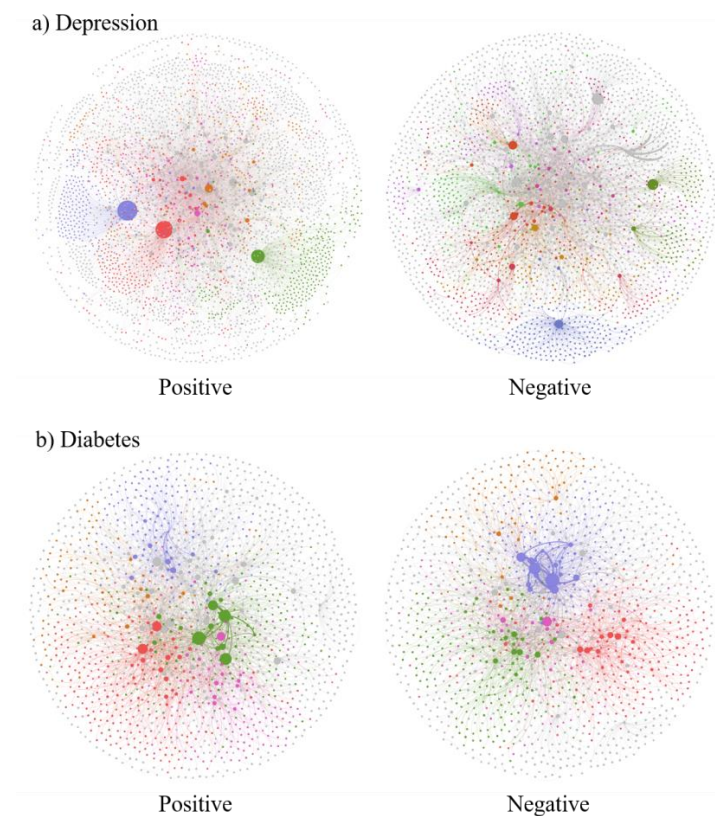 a) Depression
Positive
Negative
b) Diabetes
Positive
Negative